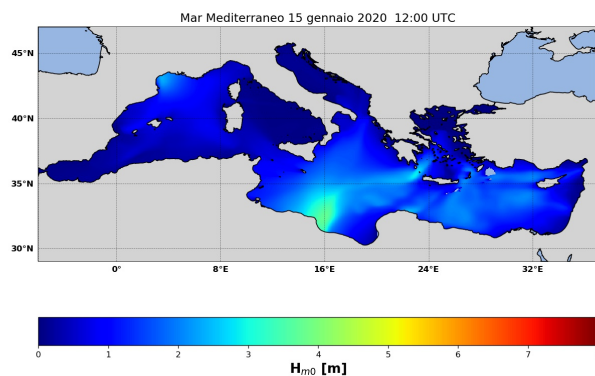 Mar Mediterraneo 15 gennaio 2020  12:00 UTC
45°N
40°N
35°N
30°N
0° 8°E 16°E 24°E 32°E
0 1 2 3 4 5 6 7
H_{m0} [m]